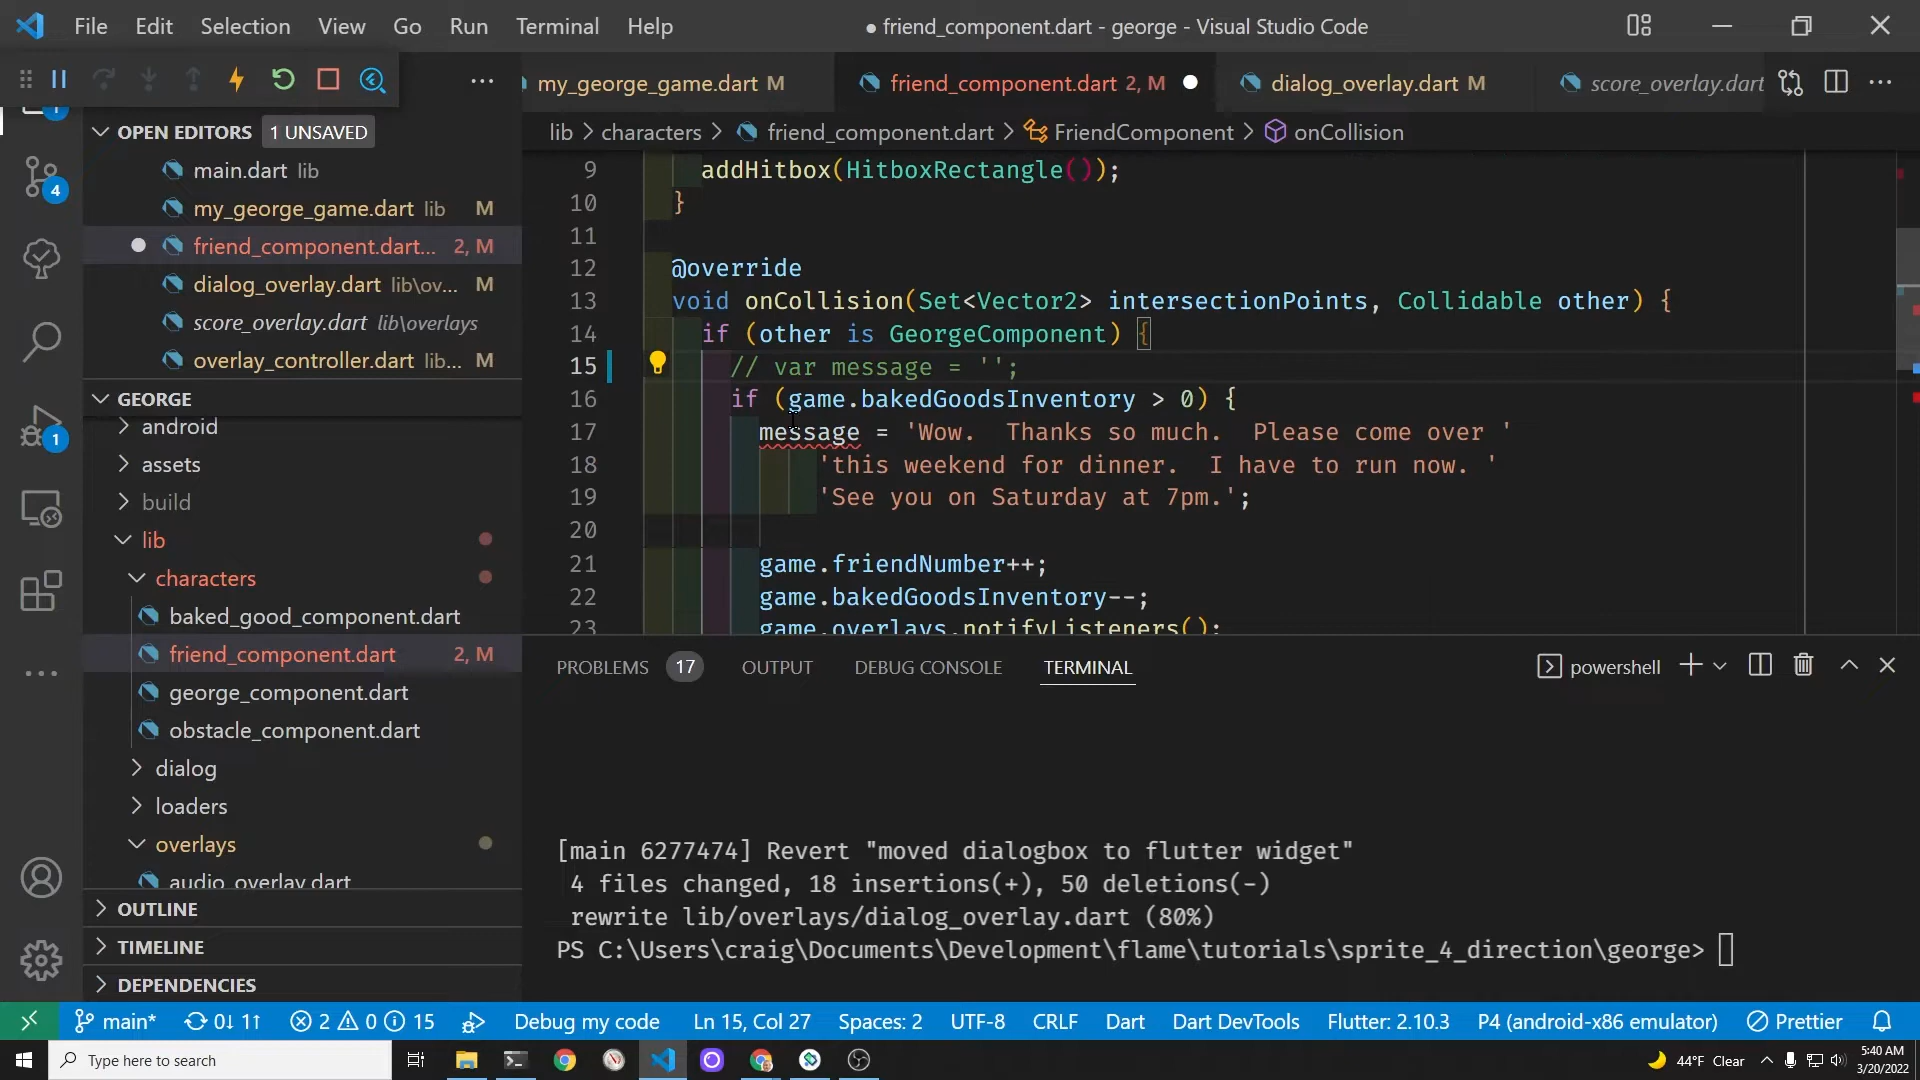 File Edit Selection View Go Run Terminal Help
● friend_component.dart - george - Visual Studio Code
my_george_game.dart M
friend_component.dart 2, M
dialog_overlay.dart M
score_overlay.dart
OPEN EDITORS 1 UNSAVED
main.dart lib
my_george_game.dart lib M
friend_component.dart... 2, M
dialog_overlay.dart lib\ov... M
score_overlay.dart lib\overlays
overlay_controller.dart lib... M
GEORGE
android
assets
build
lib
characters
baked_good_component.dart
friend_component.dart 2, M
george_component.dart
obstacle_component.dart
dialog
loaders
overlays
audio_overlay.dart
OUTLINE
TIMELINE
DEPENDENCIES
1
4
1
lib > characters > friend_component.dart > FriendComponent > onCollision
9 addHitbox(HitboxRectangle());
10 }
11
12 @override
13 void onCollision(Set<Vector2> intersectionPoints, Collidable other) {
14 if (other is GeorgeComponent) {
15 // var message = '';
16 if (game.bakedGoodsInventory > 0) {
17 message = 'Wow.  Thanks so much.  Please come over '
18 'this weekend for dinner.  I have to run now. '
19 'See you on Saturday at 7pm.';
20
21 game.friendNumber++;
22 game.bakedGoodsInventory--;
23 game.overlays.notifyListeners();
PROBLEMS 17 OUTPUT DEBUG CONSOLE TERMINAL
powershell
[main 6277474] Revert "moved dialogbox to flutter widget"
4 files changed, 18 insertions(+), 50 deletions(-)
rewrite lib/overlays/dialog_overlay.dart (80%)
PS C:\Users\craig\Documents\Development\flame\tutorials\sprite_4_direction\george>
main* 0↓ 1↑ 2 0 15 Debug my code Ln 15, Col 27 Spaces: 2 UTF-8 CRLF Dart Dart DevTools Flutter: 2.10.3 P4 (android-x86 emulator) Prettier
Type here to search
44°F Clear
5:40 AM
3/20/2022